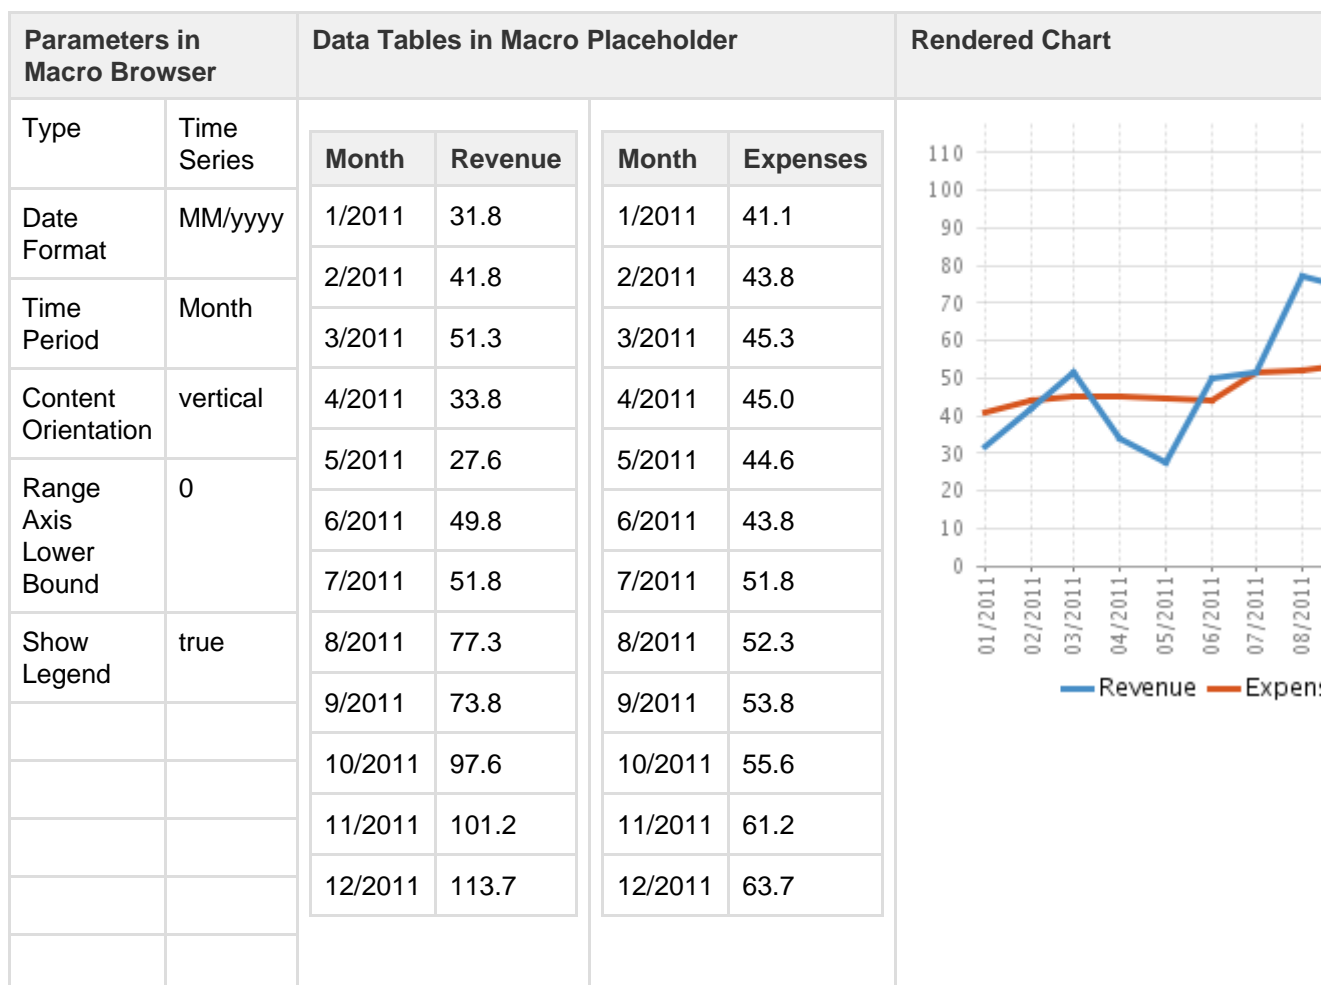 Parameters in
Macro Browser
Data Tables in Macro Placeholder
Rendered Chart
Type
Time
Series
Date
Format
MM/yyyy
Time
Period
Month
Content
Orientation
vertical
Range
Axis
Lower
Bound
0
Show
Legend
true
Month Revenue
1/2011 31.8
2/2011 41.8
3/2011 51.3
4/2011 33.8
5/2011 27.6
6/2011 49.8
7/2011 51.8
8/2011 77.3
9/2011 73.8
10/2011 97.6
11/2011 101.2
12/2011 113.7
Month Expenses
1/2011 41.1
2/2011 43.8
3/2011 45.3
4/2011 45.0
5/2011 44.6
6/2011 43.8
7/2011 51.8
8/2011 52.3
9/2011 53.8
10/2011 55.6
11/2011 61.2
12/2011 63.7
110
100
90
80
70
60
50
40
30
20
10
0
01/2011
02/2011
03/2011
04/2011
05/2011
06/2011
07/2011
08/2011
Revenue Expens